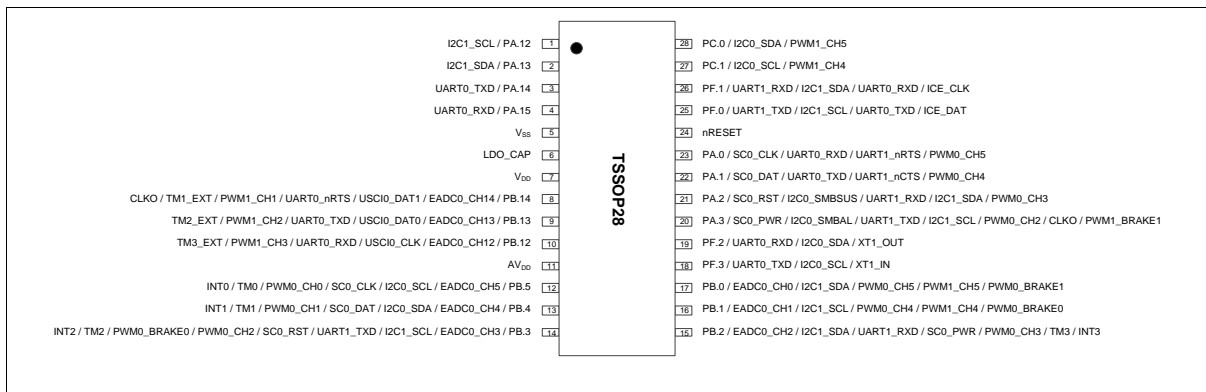 I2C1_SCL / PA.12 1
I2C1_SDA / PA.13 2
UART0_TXD / PA.14 3
UART0_RXD / PA.15 4
VSS 5
LDO_CAP 6
VDD 7
CLKO / TM1_EXT / PWM1_CH1 / UART0_nRTS / USCI0_DAT1 / EADC0_CH14 / PB.14 8
TM2_EXT / PWM1_CH2 / UART0_TXD / USCI0_DAT0 / EADC0_CH13 / PB.13 9
TM3_EXT / PWM1_CH3 / UART0_RXD / USCI0_CLK / EADC0_CH12 / PB.12 10
AVDD 11
INT0 / TM0 / PWM0_CH0 / SC0_CLK / I2C0_SCL / EADC0_CH5 / PB.5 12
INT1 / TM1 / PWM0_CH1 / SC0_DAT / I2C0_SDA / EADC0_CH4 / PB.4 13
INT2 / TM2 / PWM0_BRAKE0 / PWM0_CH2 / SC0_RST / UART1_TXD / I2C1_SCL / EADC0_CH3 / PB.3 14
TSSOP28
28 PC.0 / I2C0_SDA / PWM1_CH5
27 PC.1 / I2C0_SCL / PWM1_CH4
26 PF.1 / UART1_RXD / I2C1_SDA / UART0_RXD / ICE_CLK
25 PF.0 / UART1_TXD / I2C1_SCL / UART0_TXD / ICE_DAT
24 nRESET
23 PA.0 / SC0_CLK / UART0_RXD / UART1_nRTS / PWM0_CH5
22 PA.1 / SC0_DAT / UART0_TXD / UART1_nCTS / PWM0_CH4
21 PA.2 / SC0_RST / I2C0_SMBSUS / UART1_RXD / I2C1_SDA / PWM0_CH3
20 PA.3 / SC0_PWR / I2C0_SMBAL / UART1_TXD / I2C1_SCL / PWM0_CH2 / CLKO / PWM1_BRAKE1
19 PF.2 / UART0_RXD / I2C0_SDA / XT1_OUT
18 PF.3 / UART0_TXD / I2C0_SCL / XT1_IN
17 PB.0 / EADC0_CH0 / I2C1_SDA / PWM0_CH5 / PWM1_CH5 / PWM0_BRAKE1
16 PB.1 / EADC0_CH1 / I2C1_SCL / PWM0_CH4 / PWM1_CH4 / PWM0_BRAKE0
15 PB.2 / EADC0_CH2 / I2C1_SDA / UART1_RXD / SC0_PWR / PWM0_CH3 / TM3 / INT3